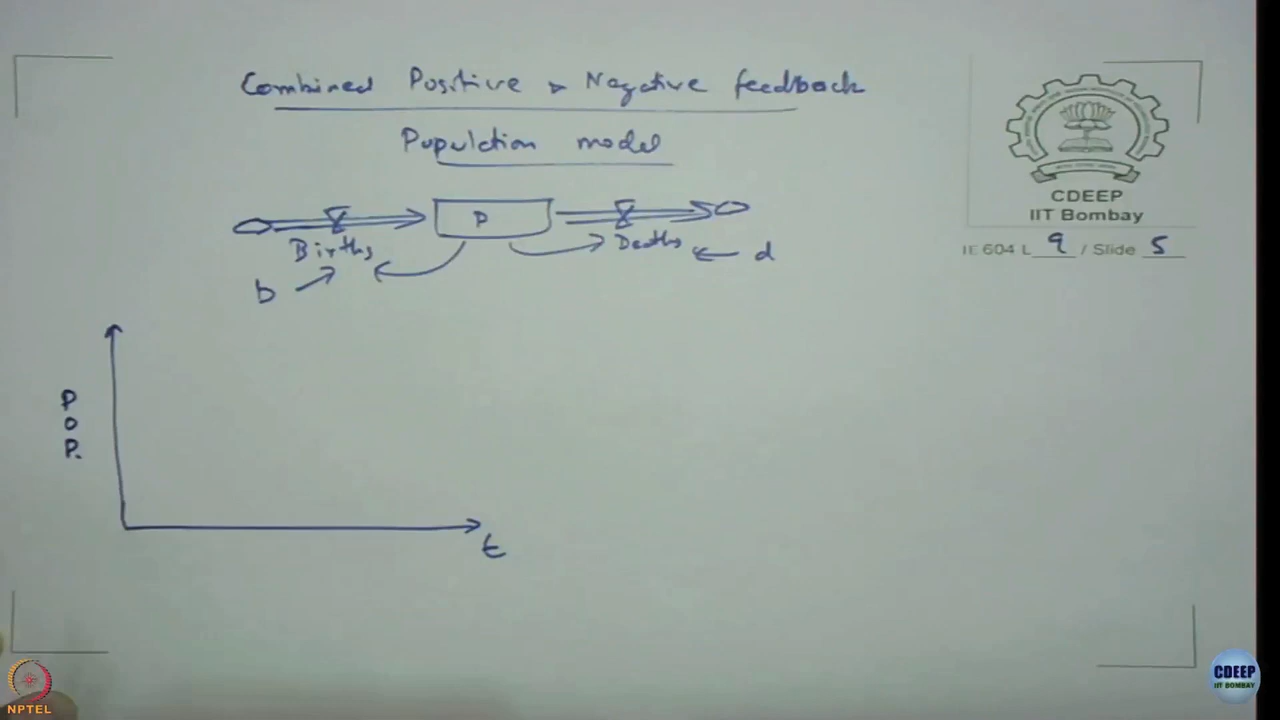 Combined Positive & Negative feedback
Population model
P
Births
Deaths
d
b
CDEEP
IIT Bombay
IE 604 L 9 / Slide 5
P
O
P.
t
NPTEL
CDEEP
IIT BOMBAY